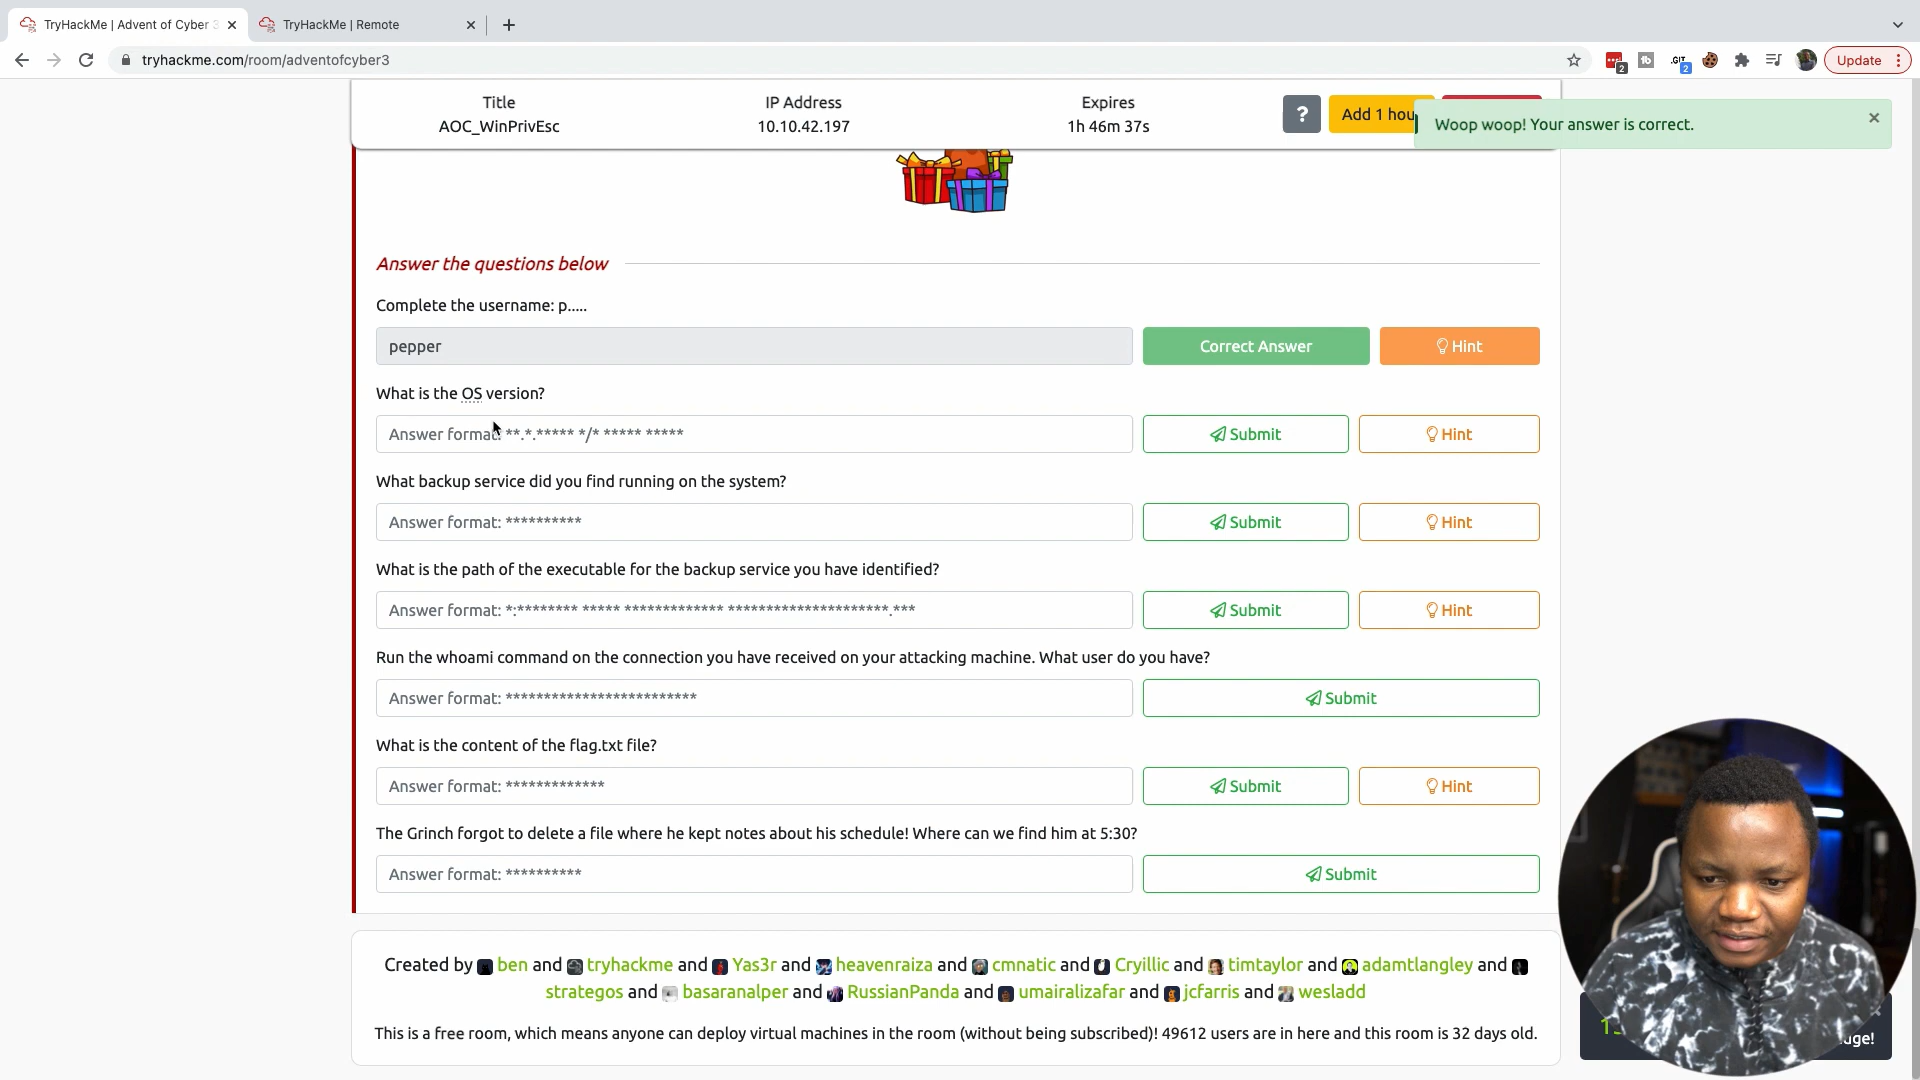 TryHackMe | Advent of Cyber 3
TryHackMe | Remote
tryhackme.com/room/adventofcyber3
2
.GIT
2
Update
Title
AOC_WinPrivEsc
IP Address
10.10.42.197
Expires
1h 46m 37s
?
Add 1 hou
Woop woop! Your answer is correct.
Answer the questions below
Complete the username: p.....
pepper
Correct Answer
Hint
What is the OS version?
Answer format: **.*.***** */* ***** *****
Submit
Hint
What backup service did you find running on the system?
Answer format: **********
Submit
Hint
What is the path of the executable for the backup service you have identified?
Answer format: *:******** ***** ************* *********************.***
Submit
Hint
Run the whoami command on the connection you have received on your attacking machine. What user do you have?
Answer format: *************************
Submit
What is the content of the flag.txt file?
Answer format: *************
Submit
Hint
The Grinch forgot to delete a file where he kept notes about his schedule! Where can we find him at 5:30?
Answer format: **********
Submit
Created by ben and tryhackme and Yas3r and heavenraiza and cmnatic and Cryillic and timtaylor and adamtlangley and
strategos and basaranalper and RussianPanda and umairalizafar and jcfarris and wesladd
This is a free room, which means anyone can deploy virtual machines in the room (without being subscribed)! 49612 users are in here and this room is 32 days old.